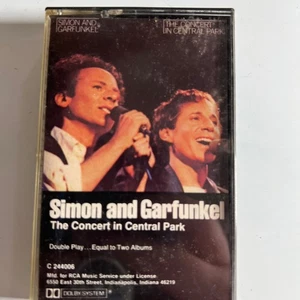 SIMON AND
GARFUNKEL
THE CONCERT
IN CENTRAL PARK
Simon and Garfunkel
The Concert in Central Park
Double Play...Equal to Two Albums
C 244006
Mfd. for RCA Music Service under License.
6550 East 30th Street, Indianapolis, Indiana 46219
DOLBY SYSTEM